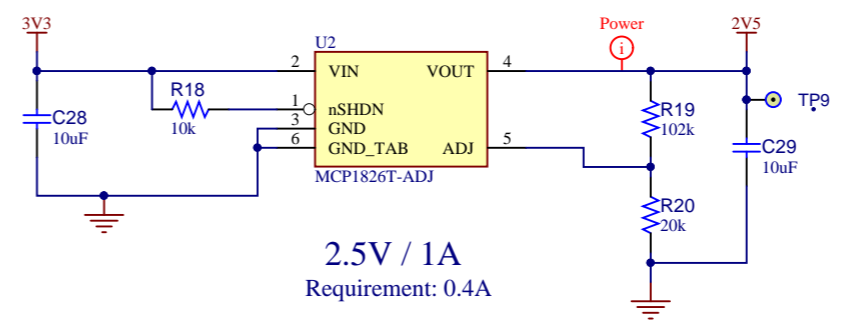 3V3
Power
2V5
U2
2
VIN
VOUT
4
R18
10k
1
nSHDN
3
GND
6
GND_TAB
ADJ
5
MCP1826T-ADJ
C28
10uF
i
R19
102k
TP9
C29
10uF
R20
20k
2.5V / 1A
Requirement: 0.4A